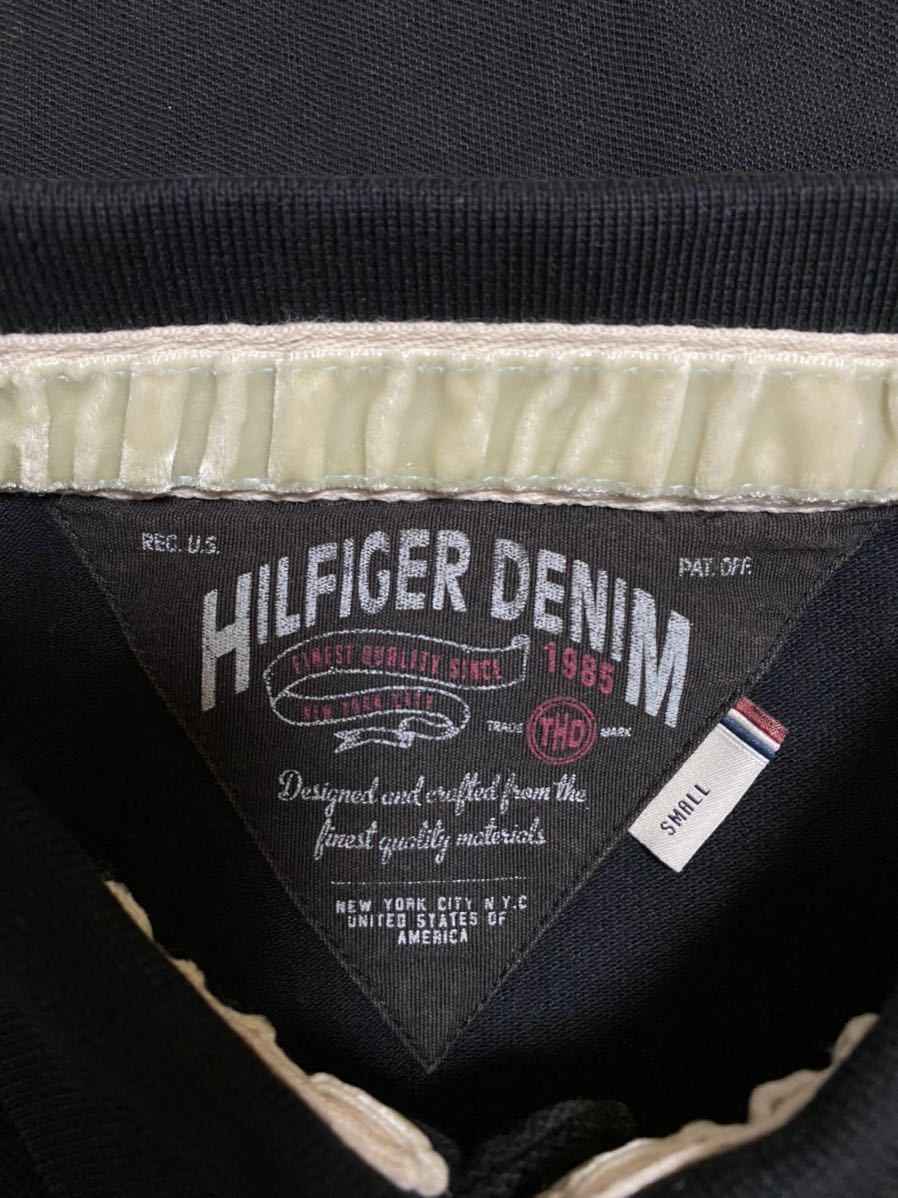 REG. U.S.
PAT. OFF.
HILFIGER DENIM
FINEST QUALITY SINCE 1985
NEW YORK CITY
TRADE THD MARK
Designed and crafted from the
finest quality materials
NEW YORK CITY N.Y.C
UNITED STATES OF
AMERICA
SMALL